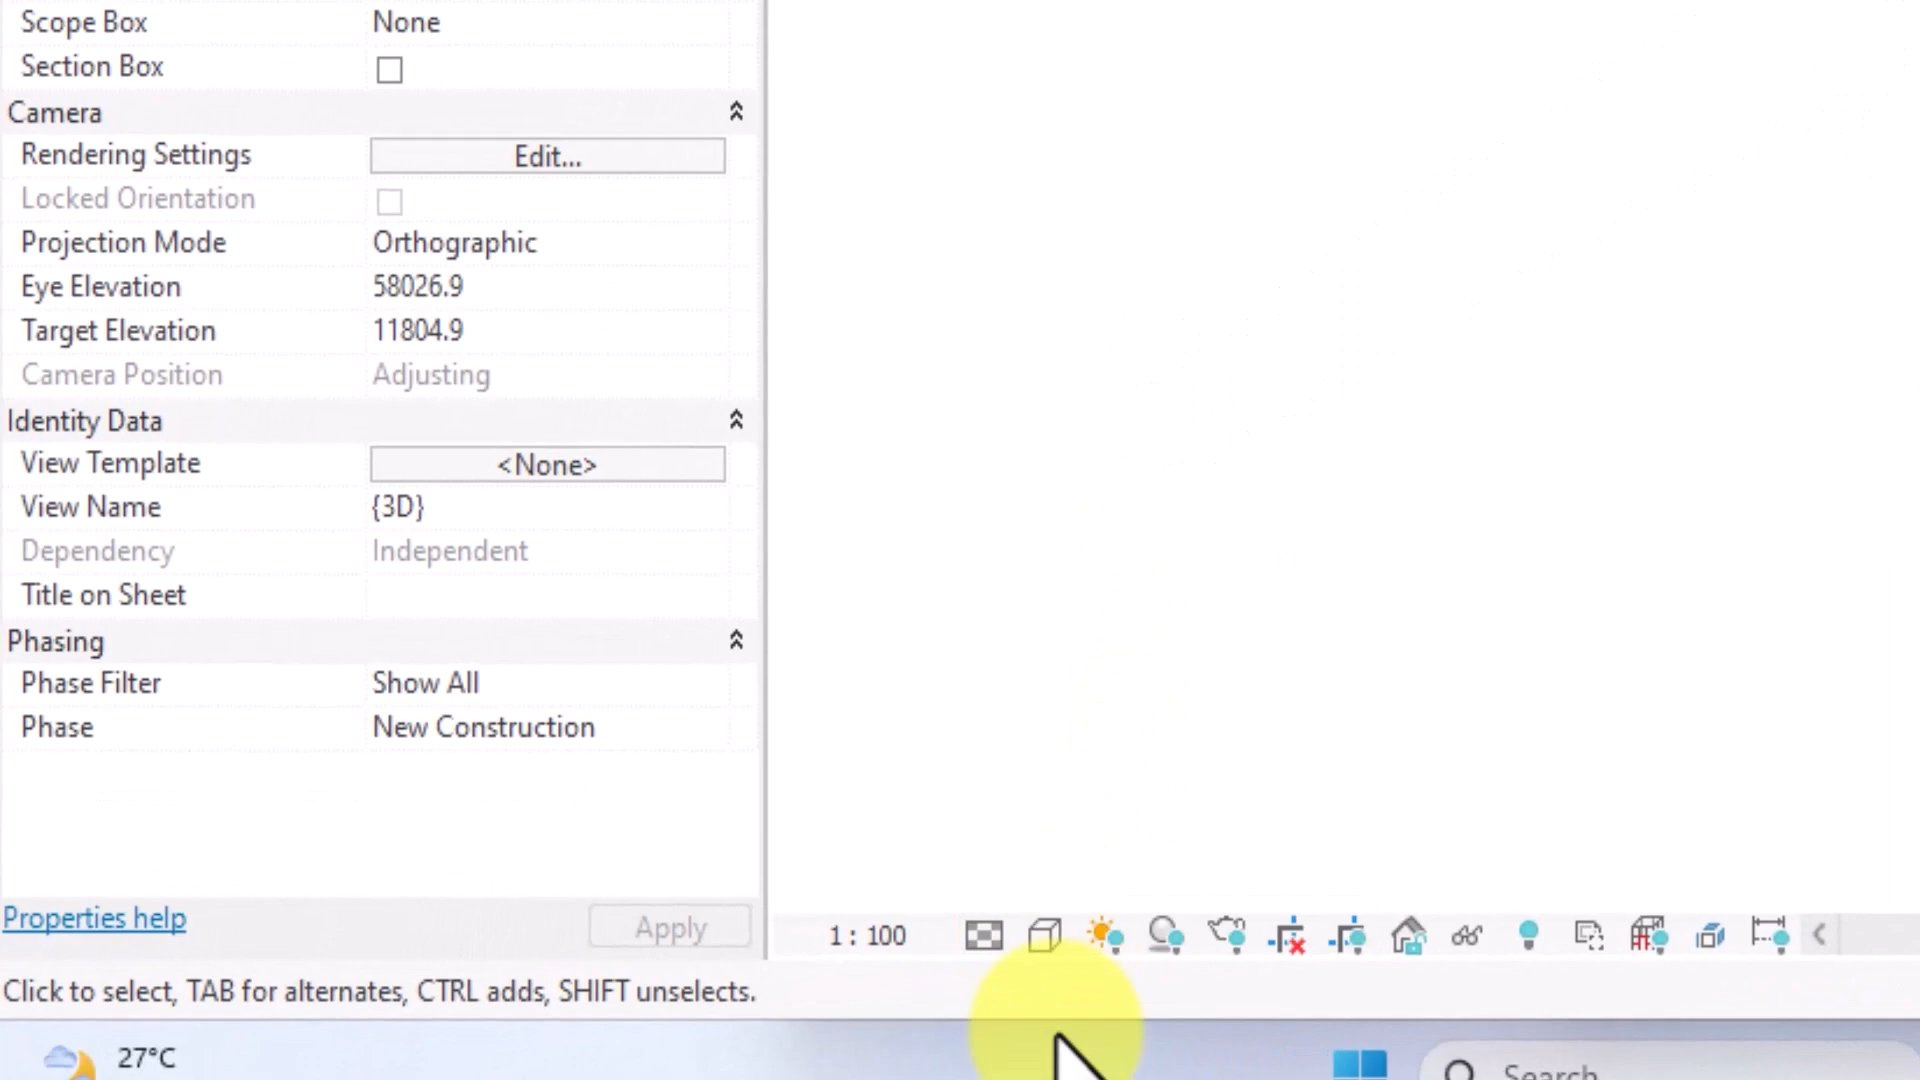 Scope Box None
Section Box
Camera
Rendering Settings Edit...
Locked Orientation
Projection Mode Orthographic
Eye Elevation 58026.9
Target Elevation 11804.9
Camera Position Adjusting
Identity Data
View Template <None>
View Name {3D}
Dependency Independent
Title on Sheet
Phasing
Phase Filter Show All
Phase New Construction
Properties help Apply 1 : 100
Click to select, TAB for alternates, CTRL adds, SHIFT unselects.
27°C Search